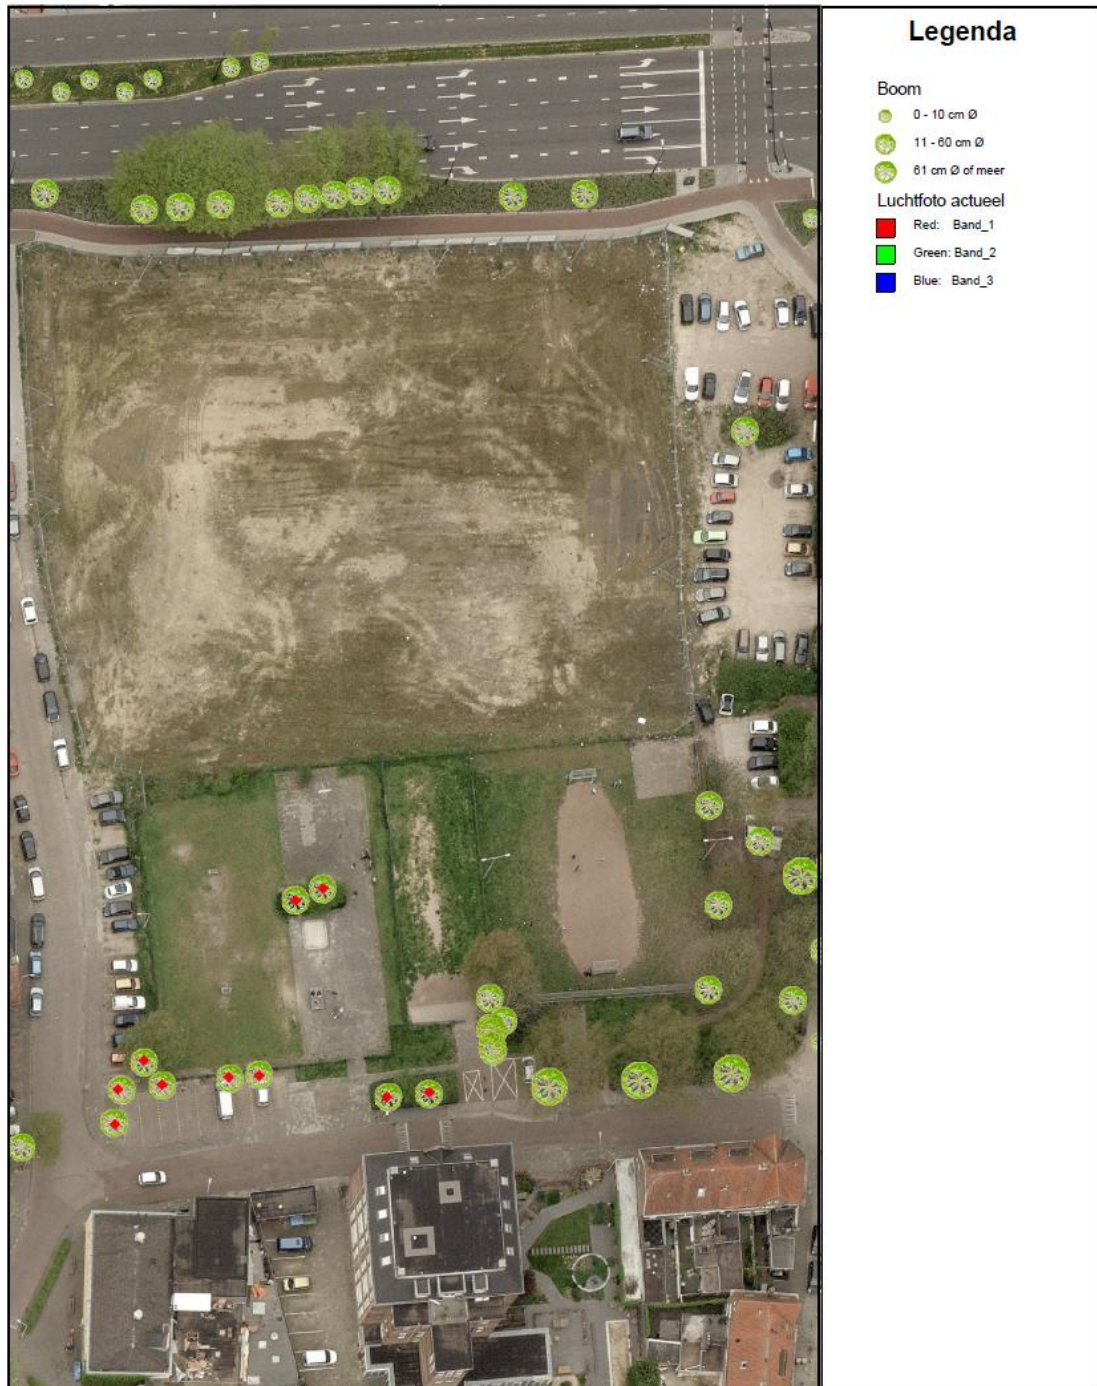 Legenda
Boom
0 - 10 cm Ø
11 - 60 cm Ø
61 cm Ø of meer
Luchtfoto actueel
Red: Band_1
Green: Band_2
Blue: Band_3